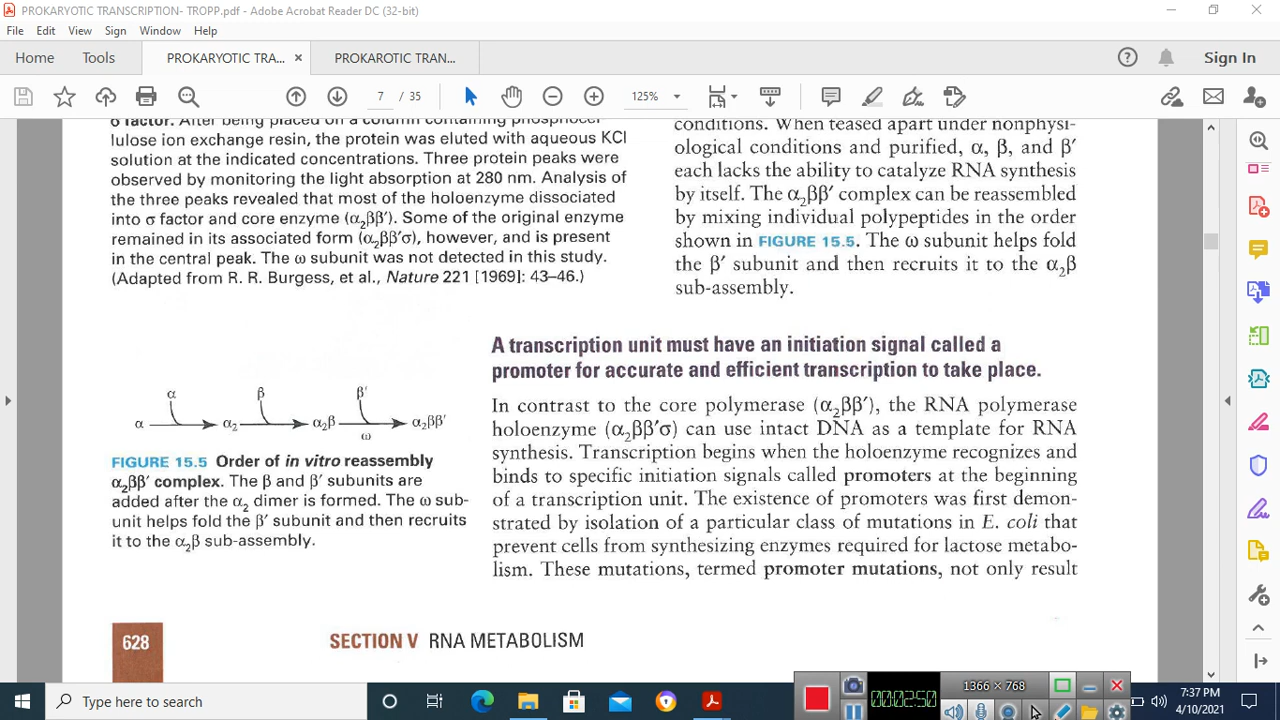 PROKARYOTIC TRANSCRIPTION- TROPP.pdf - Adobe Acrobat Reader DC (32-bit)
File Edit View Sign Window Help
Home Tools PROKARYOTIC TRA... × PROKAROTIC TRAN... Sign In
7 / 35 125%
σ factor. After being placed on a column containing phosphocel-
lulose ion exchange resin, the protein was eluted with aqueous KCl
solution at the indicated concentrations. Three protein peaks were
observed by monitoring the light absorption at 280 nm. Analysis of
the three peaks revealed that most of the holoenzyme dissociated
into σ factor and core enzyme (α₂ββ′). Some of the original enzyme
remained in its associated form (α₂ββ′σ), however, and is present
in the central peak. The ω subunit was not detected in this study.
(Adapted from R. R. Burgess, et al., Nature 221 [1969]: 43–46.)
α β β′
α α₂ α₂β α₂ββ′
ω
FIGURE 15.5 Order of in vitro reassembly
α₂ββ′ complex. The β and β′ subunits are
added after the α₂ dimer is formed. The ω sub-
unit helps fold the β′ subunit and then recruits
it to the α₂β sub-assembly.
conditions. When teased apart under nonphysi-
ological conditions and purified, α, β, and β′
each lacks the ability to catalyze RNA synthesis
by itself. The α₂ββ′ complex can be reassembled
by mixing individual polypeptides in the order
shown in FIGURE 15.5. The ω subunit helps fold
the β′ subunit and then recruits it to the α₂β
sub-assembly.
A transcription unit must have an initiation signal called a
promoter for accurate and efficient transcription to take place.
In contrast to the core polymerase (α₂ββ′), the RNA polymerase
holoenzyme (α₂ββ′σ) can use intact DNA as a template for RNA
synthesis. Transcription begins when the holoenzyme recognizes and
binds to specific initiation signals called promoters at the beginning
of a transcription unit. The existence of promoters was first demon-
strated by isolation of a particular class of mutations in E. coli that
prevent cells from synthesizing enzymes required for lactose metabo-
lism. These mutations, termed promoter mutations, not only result
628 SECTION V RNA METABOLISM
1366 × 768
00:02:50
Type here to search
7:37 PM
4/10/2021